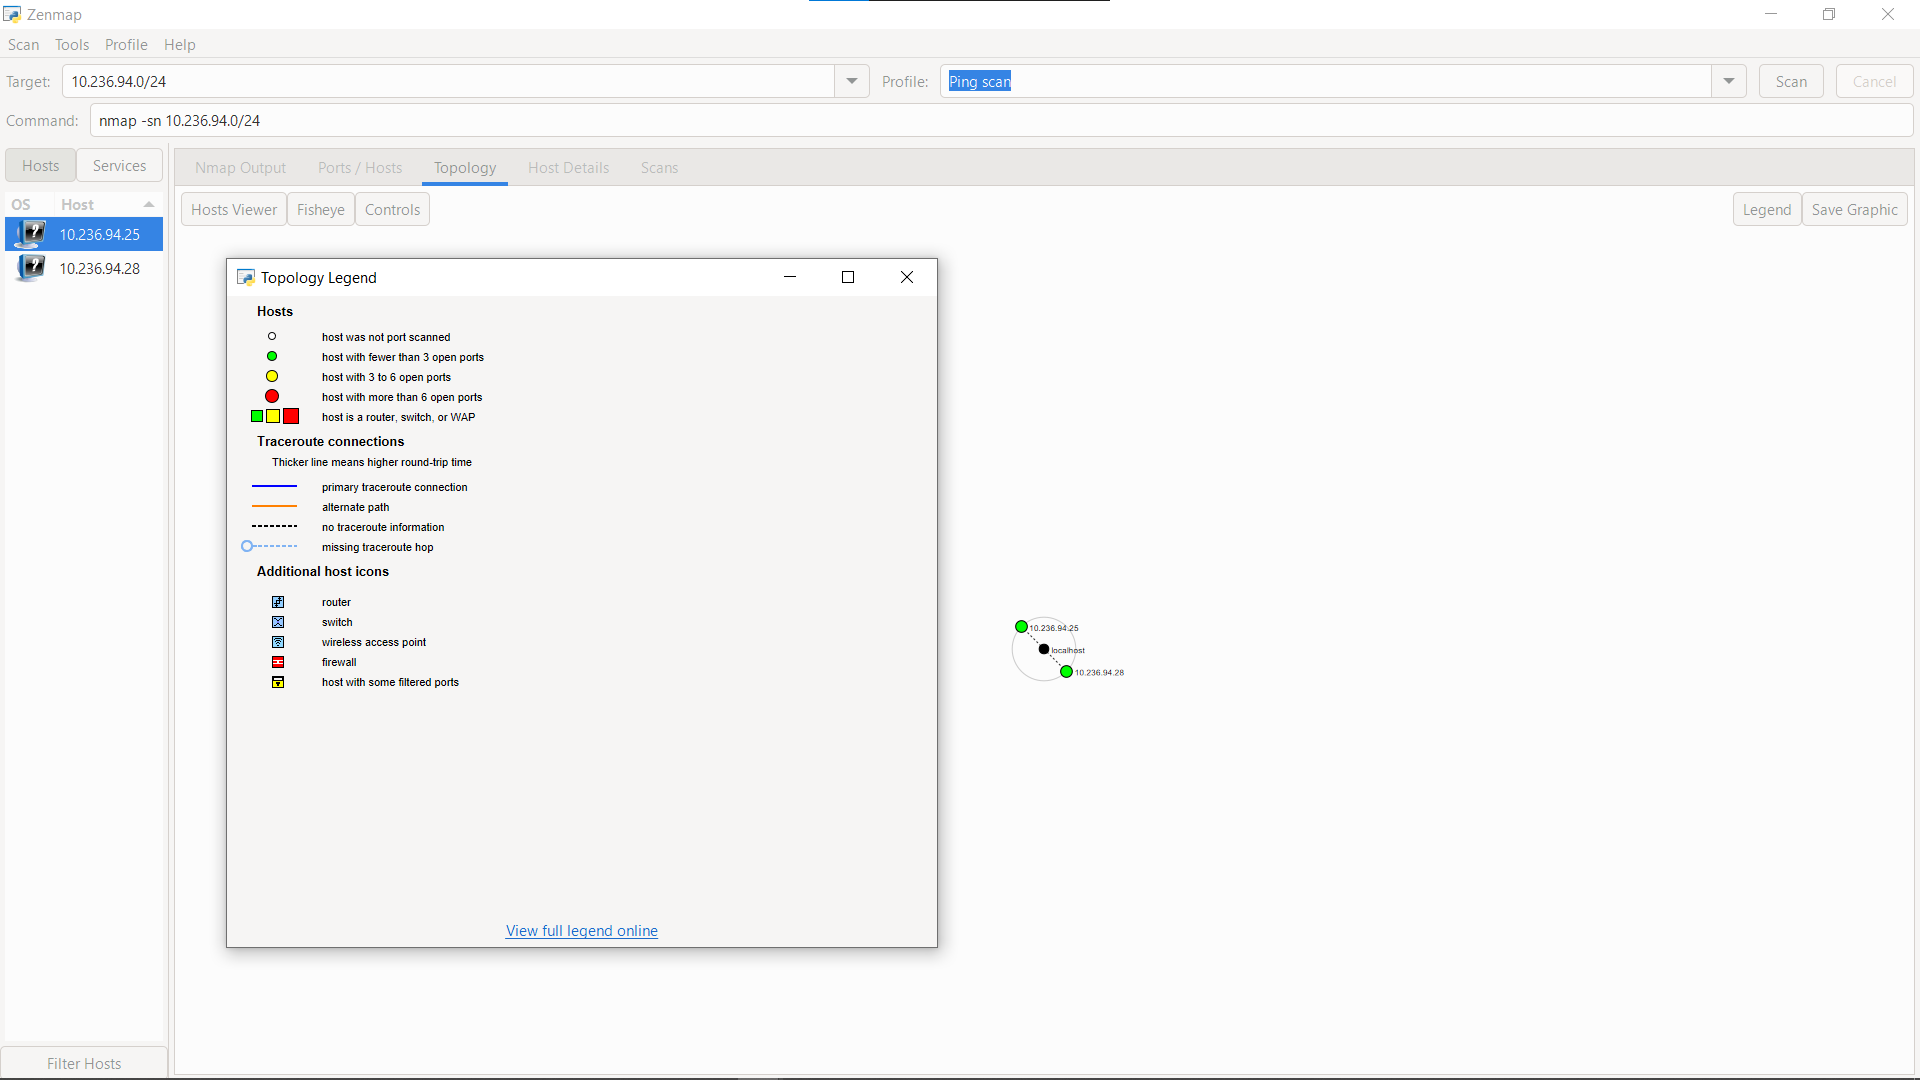 Zenmap
Scan Tools Profile Help
Target: 10.236.94.0/24 Profile: Ping scan Scan Cancel
Command: nmap -sn 10.236.94.0/24
Hosts Services
Nmap Output Ports / Hosts Topology Host Details Scans
OS Host
10.236.94.25
10.236.94.28
Hosts Viewer Fisheye Controls Legend Save Graphic
Topology Legend
Hosts
host was not port scanned
host with fewer than 3 open ports
host with 3 to 6 open ports
host with more than 6 open ports
host is a router, switch, or WAP
Traceroute connections
Thicker line means higher round-trip time
primary traceroute connection
alternate path
no traceroute information
missing traceroute hop
Additional host icons
router
switch
wireless access point
firewall
host with some filtered ports
View full legend online
10.236.94.25
localhost
10.236.94.28
Filter Hosts